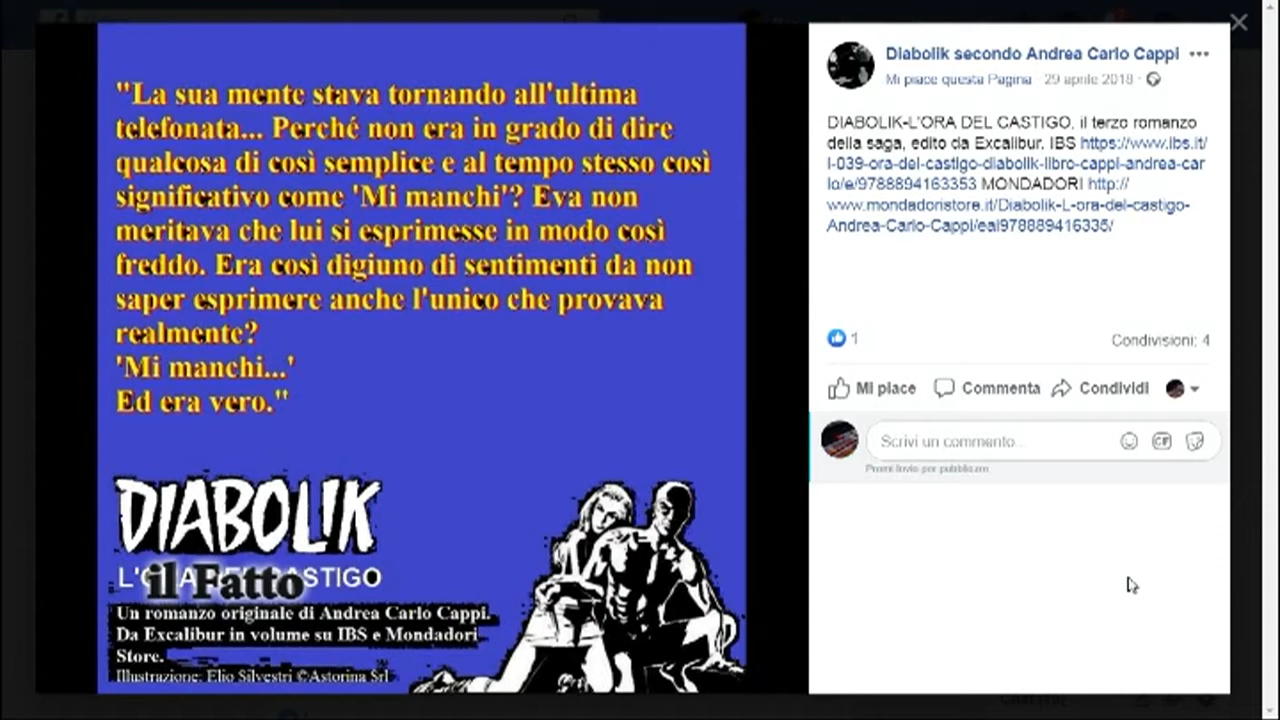 "La sua mente stava tornando all'ultima
telefonata... Perché non era in grado di dire
qualcosa di così semplice e al tempo stesso così
significativo come 'Mi manchi'? Eva non
meritava che lui si esprimesse in modo così
freddo. Era così digiuno di sentimenti da non
saper esprimere anche l'unico che provava
realmente?
'Mi manchi...'
Ed era vero."
DIABOLIK
il Fatto
CASTIGO
Un romanzo originale di Andrea Carlo Cappi.
Da Excalibur in volume su IBS e Mondadori
Store.
Illustrazione: Elio Silvestri ©Astorina Srl
Diabolik secondo Andrea Carlo Cappi
Mi piace questa Pagina · 29 aprile 2018 ·
DIABOLIK-L'ORA DEL CASTIGO, il terzo romanzo
della saga, edito da Excalibur. IBS https://www.ibs.it/
l-039-ora-del-castigo-diabolik-libro-cappi-andrea-car
lo/e/9788894163353 MONDADORI http://
www.mondadoristore.it/Diabolik-L-ora-del-castigo-
Andrea-Carlo-Cappi/eai978889416335/
1
Condivisioni: 4
Mi piace
Commenta
Condividi
Scrivi un commento...
GIF
Premi Invio per pubblicare.